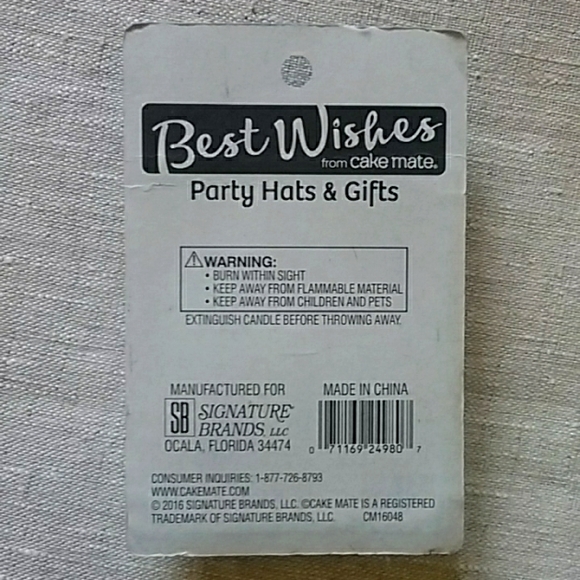 Best Wishes
from cake mate®
Party Hats & Gifts
WARNING:
• BURN WITHIN SIGHT
• KEEP AWAY FROM FLAMMABLE MATERIAL
• KEEP AWAY FROM CHILDREN AND PETS
EXTINGUISH CANDLE BEFORE THROWING AWAY.
MANUFACTURED FOR
SB SIGNATURE™
BRANDS, LLC
OCALA, FLORIDA 34474
MADE IN CHINA
0 71169 24980 7
CONSUMER INQUIRIES: 1-877-726-8793
WWW.CAKEMATE.COM
© 2016 SIGNATURE BRANDS, LLC. ©CAKE MATE IS A REGISTERED
TRADEMARK OF SIGNATURE BRANDS, LLC. CM16048